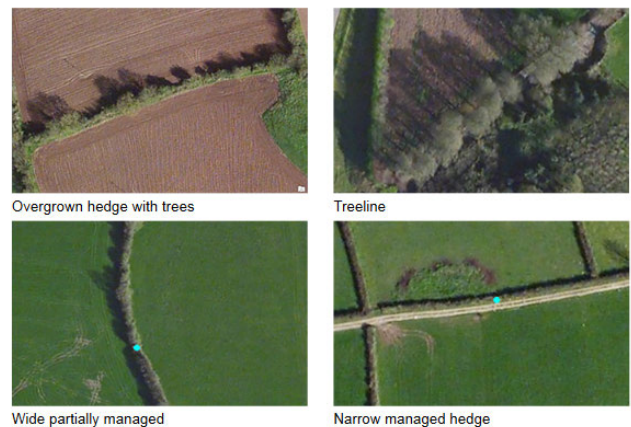 Overgrown hedge with trees
Treeline
Wide partially managed
Narrow managed hedge